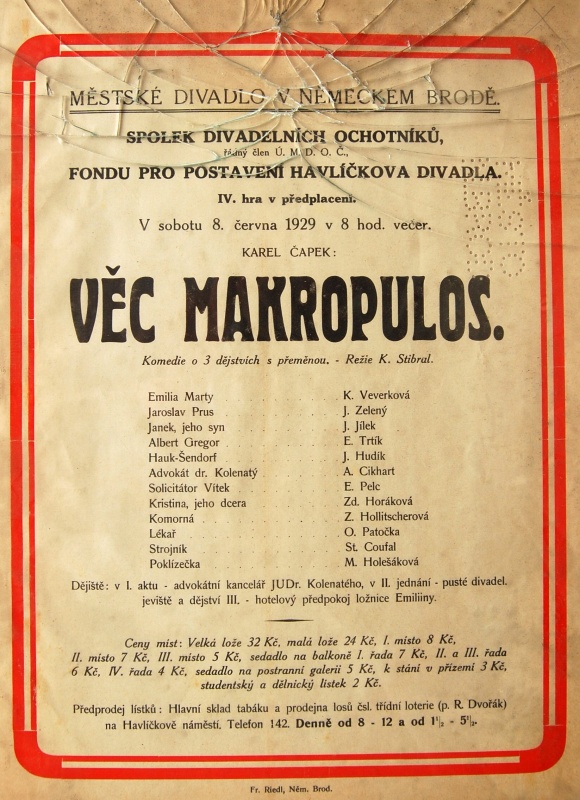 MĚSTSKÉ DIVADLO V NĚMECKÉM BRODĚ.
SPOLEK DIVADELNÍCH OCHOTNÍKŮ,
řádný člen Ú. M. D. O. Č.,
FONDU PRO POSTAVENÍ HAVLÍČKOVA DIVADLA.
IV. hra v předplacení.
V sobotu 8. června 1929 v 8 hod. večer.
KAREL ČAPEK:
VĚC MAKROPULOS.
Komedie o 3 dějstvích s přeměnou. - Režie K. Stibral.
Emilia Marty K. Veverková
Jaroslav Prus J. Zelený
Janek, jeho syn J. Jílek
Albert Gregor E. Trtík
Hauk-Šendorf J. Hudík
Advokát dr. Kolenatý A. Cikhart
Solicitátor Vítek E. Pelc
Kristina, jeho dcera Zd. Horáková
Komorná Z. Hollitscherová
Lékař O. Patočka
Strojník St. Coufal
Poklízečka M. Holešáková
Dějiště: v I. aktu - advokátní kancelář JUDr. Kolenatého, v II. jednání - pusté divadel.
jeviště a dějství III. - hotelový předpokoj ložnice Emiliiny.
Ceny míst: Velká lože 32 Kč, malá lože 24 Kč, I. místo 8 Kč,
II. místo 7 Kč, III. místo 5 Kč, sedadlo na balkoně I. řada 7 Kč, II. a III. řada
6 Kč, IV. řada 4 Kč, sedadlo na postranní galerii 5 Kč, k stání v přízemí 3 Kč,
studentský a dělnický lístek 2 Kč.
Předprodej lístků: Hlavní sklad tabáku a prodejna losů čsl. třídní loterie (p. R. Dvořák)
na Havlíčkově náměstí. Telefon 142. Denně od 8 - 12 a od 1½ - 5½.
Fr. Riedl, Něm. Brod.